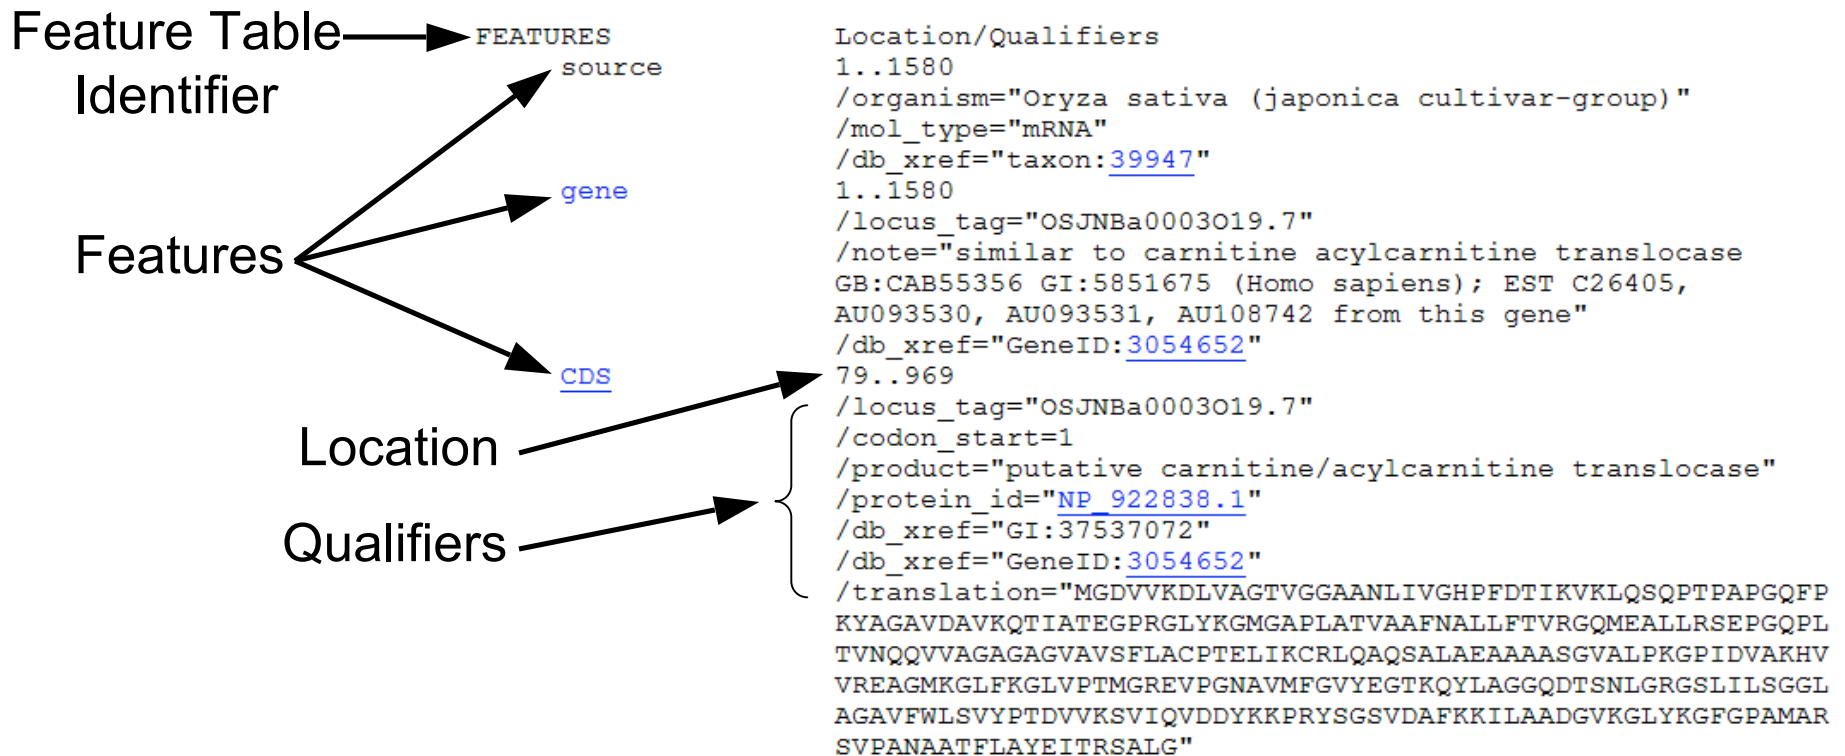 Feature Table
Identifier
Features
Location
Qualifiers
FEATURES Location/Qualifiers
source 1..1580
/organism="Oryza sativa (japonica cultivar-group)"
/mol_type="mRNA"
/db_xref="taxon:39947"
gene 1..1580
/locus_tag="OSJNBa0003O19.7"
/note="similar to carnitine acylcarnitine translocase
GB:CAB55356 GI:5851675 (Homo sapiens); EST C26405,
AU093530, AU093531, AU108742 from this gene"
/db_xref="GeneID:3054652"
CDS 79..969
/locus_tag="OSJNBa0003O19.7"
/codon_start=1
/product="putative carnitine/acylcarnitine translocase"
/protein_id="NP_922838.1"
/db_xref="GI:37537072"
/db_xref="GeneID:3054652"
/translation="MGDVVKDLVAGTVGGAANLIVGHPFDTIKVKLQSQPTPAPGQFP
KYAGAVDAVKQTIATEGPRGLYKGMGAPLATVAAFNALLFTVRGQMEALLRSEPGQPL
TVNQQVVAGAGAGVAVSFLACPTELIKCRLQAQSALAEAAAASGVALPKGPIDVAKHV
VREAGMKGLFKGLVPTMGREVPGNAVMFGVYEGTKQYLAGGQDTSNLGRGSLILSGGL
AGAVFWLSVYPTDVVKSVIQVDDYKKPRYSGSVDAFKKILAADGVKGLYKGFGPAMAR
SVPANAATFLAYEITRSALG"